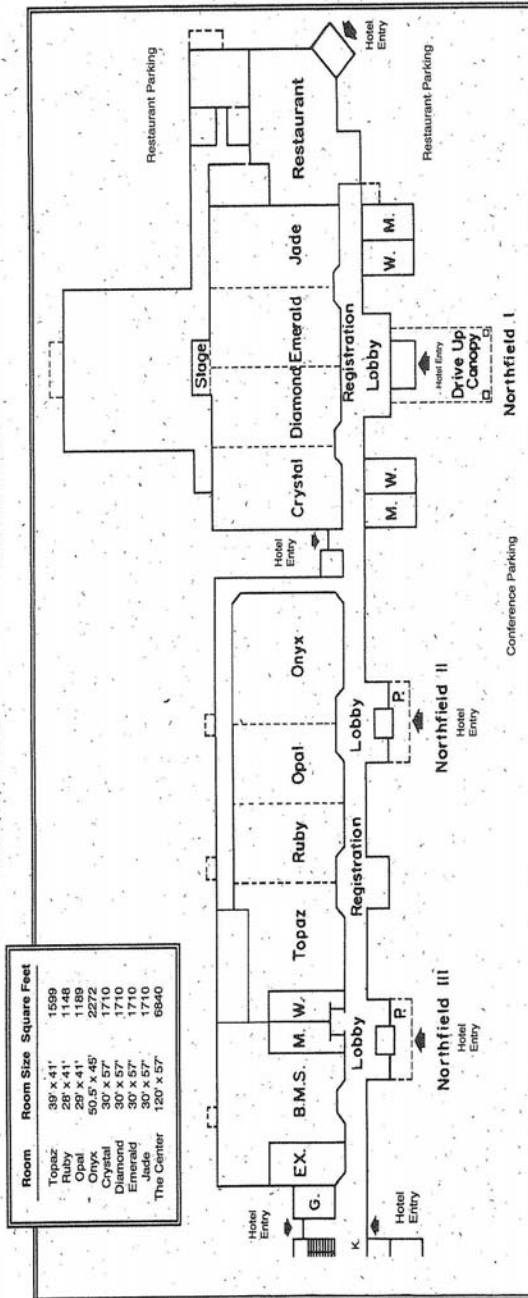 Room Room Size Square Feet
Topaz 39' x 41' 1599
Ruby 28' x 41' 1148
Opal 29' x 41' 1189
Onyx 50.5' x 45' 2272
Crystal 30' x 57' 1710
Diamond 30' x 57' 1710
Emerald 30' x 57' 1710
Jade 30' x 57' 1710
The Center 120' x 57' 6840
Restaurant Parking
Stage
Crystal
Diamond
Emerald
Jade
Restaurant
Hotel
Entry
Hotel
Entry
Registration
Lobby
M.
W.
W.
M.
Hotel Entry
Drive Up
Canopy
Northfield I
Restaurant Parking
Conference Parking
Topaz
Ruby
Opal
Onyx
Registration
Lobby
P.
Northfield II
Hotel
Entry
Hotel
Entry
G.
EX.
B.M.S.
M.
W.
Lobby
P.
Northfield III
Hotel
Entry
K.
Hotel
Entry